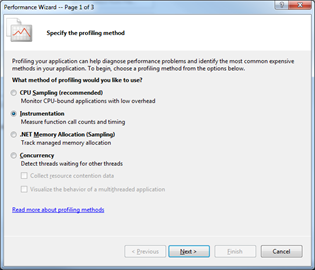 Performance Wizard -- Page 1 of 3
Specify the profiling method
Profiling your application can help diagnose performance problems and identify the most common expensive
methods in your application. To begin, choose a profiling method from the options below.
What method of profiling would you like to use?
CPU Sampling (recommended)
Monitor CPU-bound applications with low overhead
Instrumentation
Measure function call counts and timing
.NET Memory Allocation (Sampling)
Track managed memory allocation
Concurrency
Detect threads waiting for other threads
Collect resource contention data
Visualize the behavior of a multithreaded application
Read more about profiling methods
< Previous
Next >
Finish
Cancel